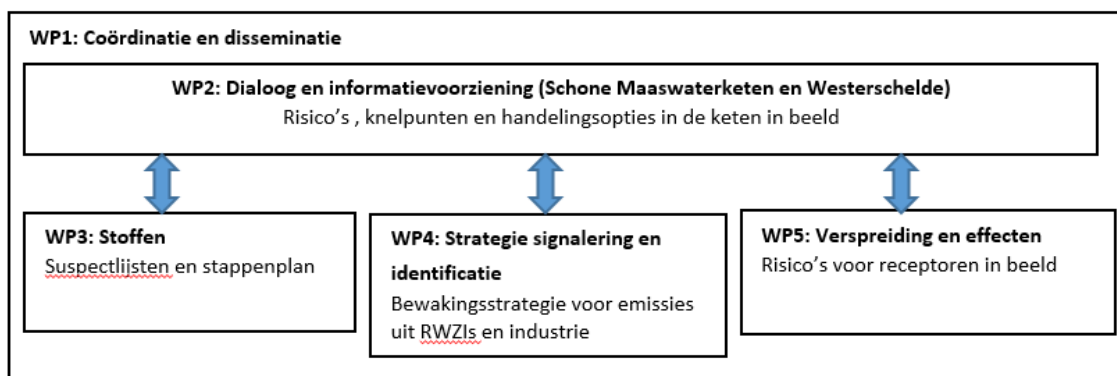 WP1: Coördinatie en disseminatie
WP2: Dialoog en informatievoorziening (Schone Maaswaterketen en Westerschelde)
Risico's , knelpunten en handelingsopties in de keten in beeld
WP3: Stoffen
Suspectlijsten en stappenplan
WP4: Strategie signalering en
identificatie
Bewakingsstrategie voor emissies
uit RWZIs en industrie
WP5: Verspreiding en effecten
Risico's voor receptoren in beeld